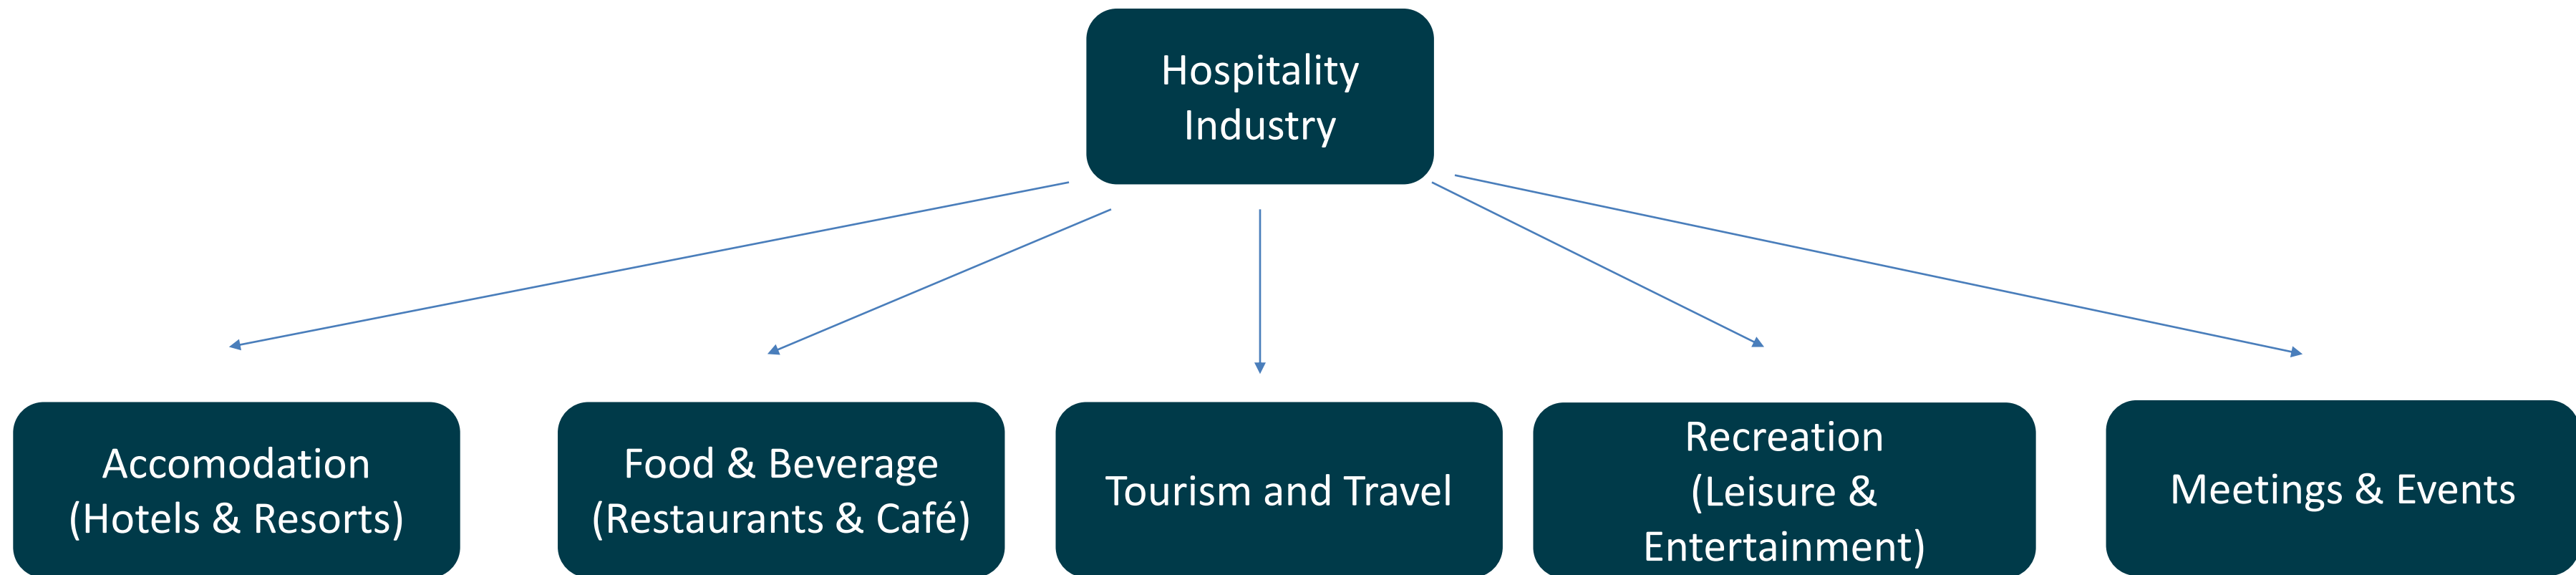 Hospitality
Industry
Accomodation
(Hotels & Resorts)
Food & Beverage
(Restaurants & Café)
Tourism and Travel
Recreation
(Leisure &
Entertainment)
Meetings & Events